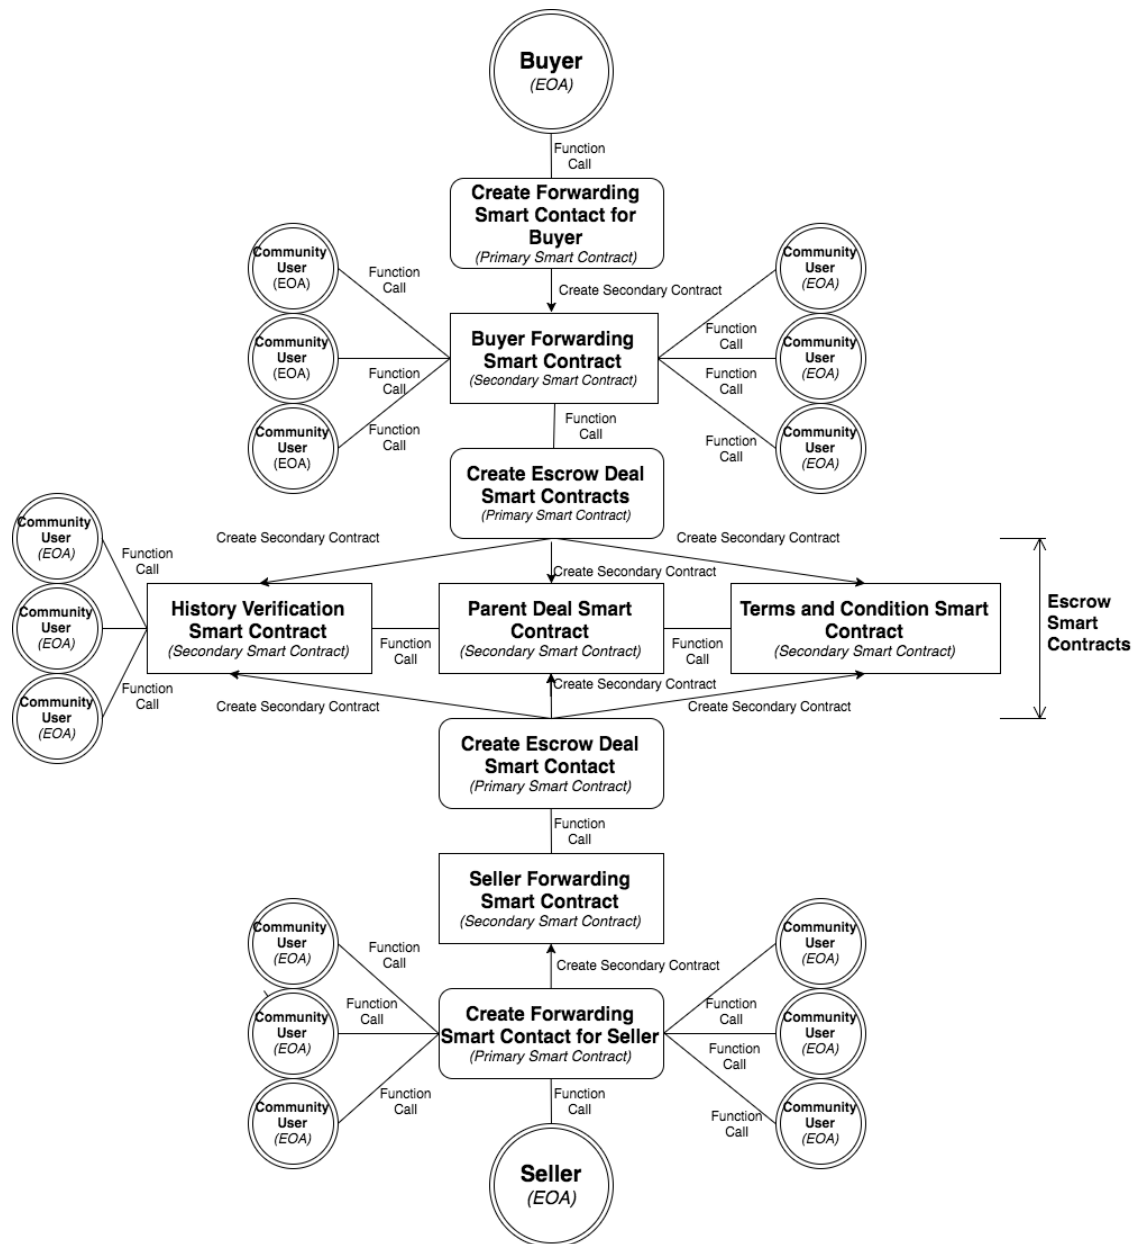 Buyer
(EOA)
Function
Call
Create Forwarding
Smart Contact for
Buyer
(Primary Smart Contract)
Create Secondary Contract
Community
User
(EOA)
Function
Call
Community
User
(EOA)
Function
Call
Community
User
(EOA)
Function
Call
Buyer Forwarding
Smart Contract
(Secondary Smart Contract)
Community
User
(EOA)
Function
Call
Community
User
(EOA)
Function
Call
Community
User
(EOA)
Function
Call
Function
Call
Create Escrow Deal
Smart Contracts
(Primary Smart Contract)
Create Secondary Contract
Create Secondary Contract
Create Secondary Contract
Community
User
(EOA)
Function
Call
Community
User
(EOA)
Community
User
(EOA)
Function
Call
History Verification
Smart Contract
(Secondary Smart Contract)
Function
Call
Parent Deal Smart
Contract
(Secondary Smart Contract)
Function
Call
Terms and Condition Smart
Contract
(Secondary Smart Contract)
Escrow
Smart
Contracts
Create Secondary Contract
Create Secondary Contract
Create Secondary Contract
Create Escrow Deal
Smart Contact
(Primary Smart Contract)
Function
Call
Seller Forwarding
Smart Contract
(Secondary Smart Contract)
Create Secondary Contract
Community
User
(EOA)
Function
Call
Community
User
(EOA)
Function
Call
Community
User
(EOA)
Function
Call
Create Forwarding
Smart Contact for Seller
(Primary Smart Contract)
Community
User
(EOA)
Function
Call
Community
User
(EOA)
Function
Call
Community
User
(EOA)
Function
Call
Function
Call
Seller
(EOA)